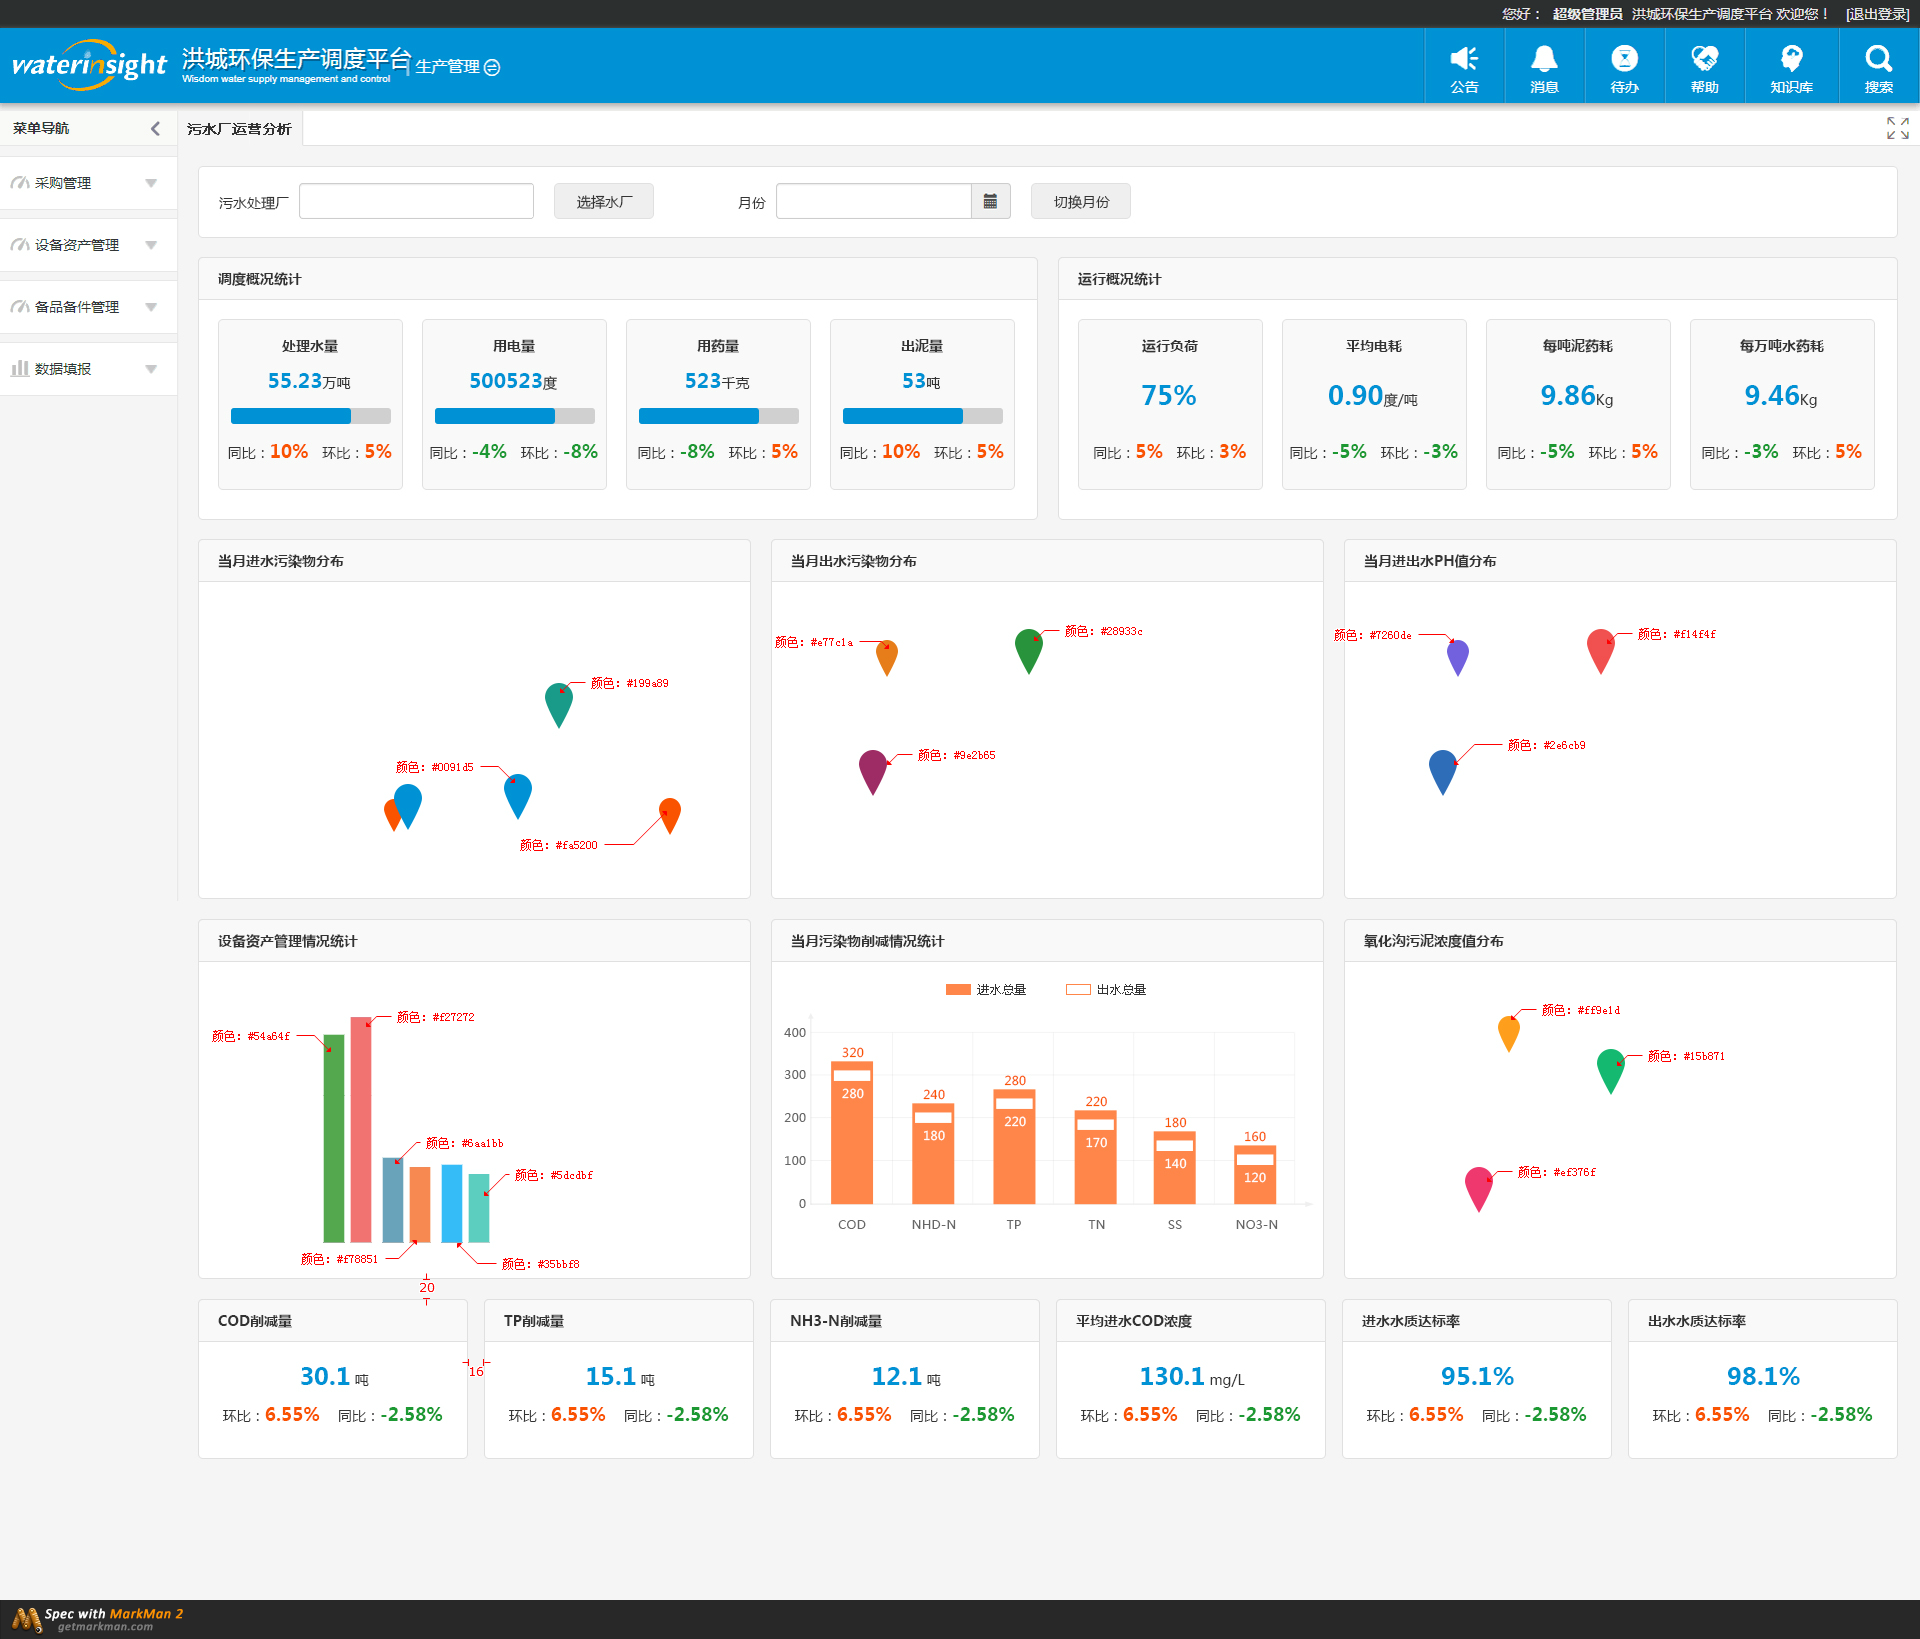 您好： 超级管理员 洪城环保生产调度平台 欢迎您！ [退出登录]
waterinsight 洪城环保生产调度平台 生产管理
Wisdom water supply management and control
公告 消息 待办 帮助 知识库 搜索
菜单导航
采购管理
设备资产管理
备品备件管理
数据填报
污水厂运营分析
污水处理厂 选择水厂 月份 切换月份
调度概况统计
处理水量
55.23万吨
同比：10% 环比：5%
用电量
500523度
同比：-4% 环比：-8%
用药量
523千克
同比：-8% 环比：5%
出泥量
53吨
同比：10% 环比：5%
运行概况统计
运行负荷
75%
同比：5% 环比：3%
平均电耗
0.90度/吨
同比：-5% 环比：-3%
每吨泥药耗
9.86Kg
同比：-5% 环比：5%
每万吨水药耗
9.46Kg
同比：-3% 环比：5%
当月进水污染物分布
颜色：#199a89
颜色：#0091d5
颜色：#fa5200
当月出水污染物分布
颜色：#e77c1a
颜色：#28933c
颜色：#9e2b65
当月进出水PH值分布
颜色：#7260de
颜色：#f14f4f
颜色：#2e6cb9
设备资产管理情况统计
颜色：#54a64f
颜色：#f27272
颜色：#6aa1bb
颜色：#5dcdbf
颜色：#f78851
颜色：#35bbf8
20
当月污染物削减情况统计
进水总量 出水总量
400
300
200
100
0
320
280
240
180
280
220
220
170
180
140
160
120
COD NHD-N TP TN SS NO3-N
氧化沟污泥浓度值分布
颜色：#ff9e1d
颜色：#15b871
颜色：#ef376f
COD削减量
30.1 吨
环比：6.55% 同比：-2.58%
16
TP削减量
15.1 吨
环比：6.55% 同比：-2.58%
NH3-N削减量
12.1 吨
环比：6.55% 同比：-2.58%
平均进水COD浓度
130.1 mg/L
环比：6.55% 同比：-2.58%
进水水质达标率
95.1%
环比：6.55% 同比：-2.58%
出水水质达标率
98.1%
环比：6.55% 同比：-2.58%
Spec with MarkMan 2
getmarkman.com